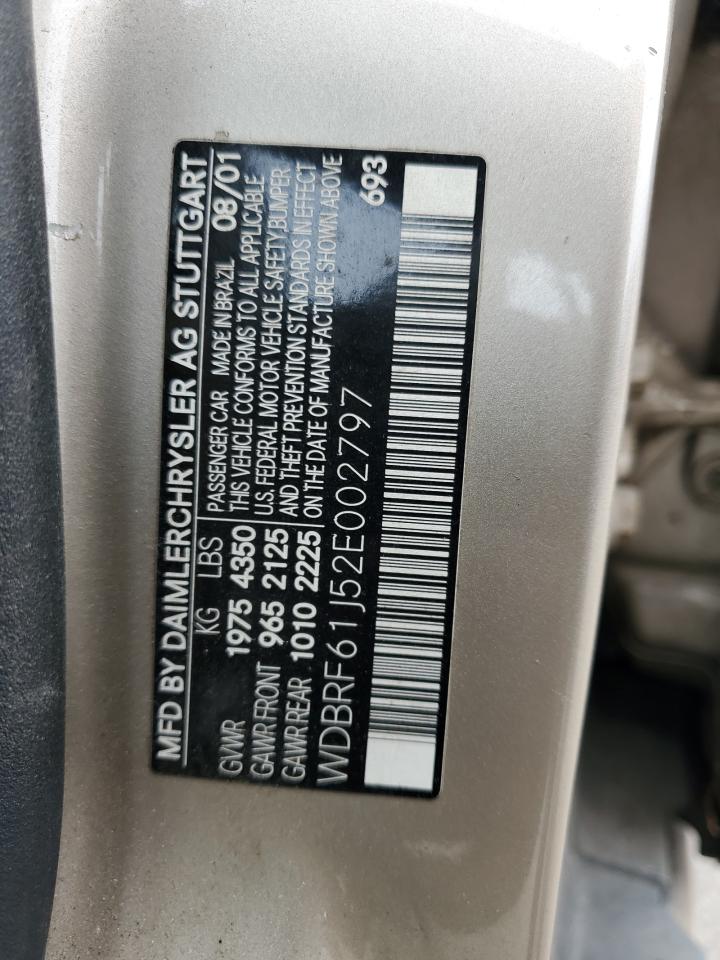 MFD BY DAIMLERCHRYSLER AG STUTTGART
KG LBS PASSENGER CAR MADE IN BRAZIL 08/01
GVWR 1975 4350 THIS VEHICLE CONFORMS TO ALL APPLICABLE
GAWR FRONT 965 2125 U.S. FEDERAL MOTOR VEHICLE SAFETY,BUMPER
GAWR REAR 1010 2225 AND THEFT PREVENTION STANDARDS IN EFFECT
ON THE DATE OF MANUFACTURE SHOWN ABOVE
WDBRF61J52E002797 693